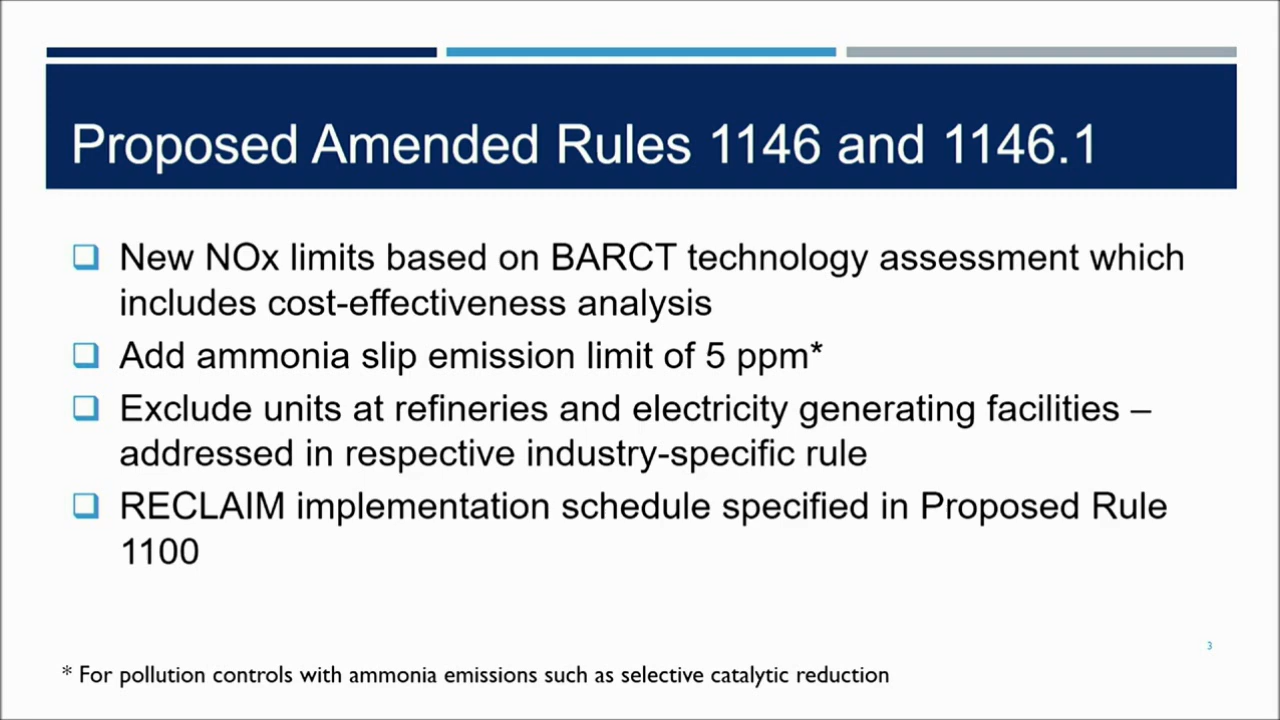 Proposed Amended Rules 1146 and 1146.1
New NOx limits based on BARCT technology assessment which
includes cost-effectiveness analysis
Add ammonia slip emission limit of 5 ppm*
Exclude units at refineries and electricity generating facilities –
addressed in respective industry-specific rule
RECLAIM implementation schedule specified in Proposed Rule
1100
3
* For pollution controls with ammonia emissions such as selective catalytic reduction